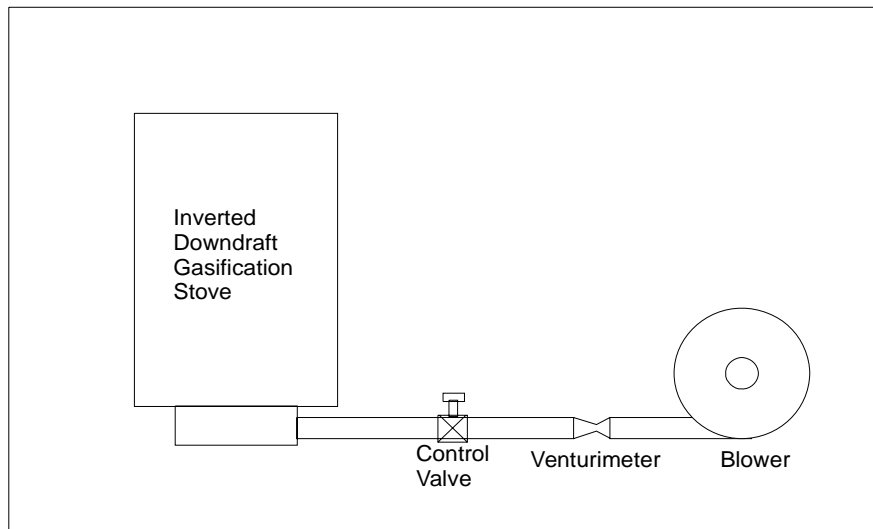 Inverted
Downdraft
Gasification
Stove
Control
Valve
Venturimeter
Blower